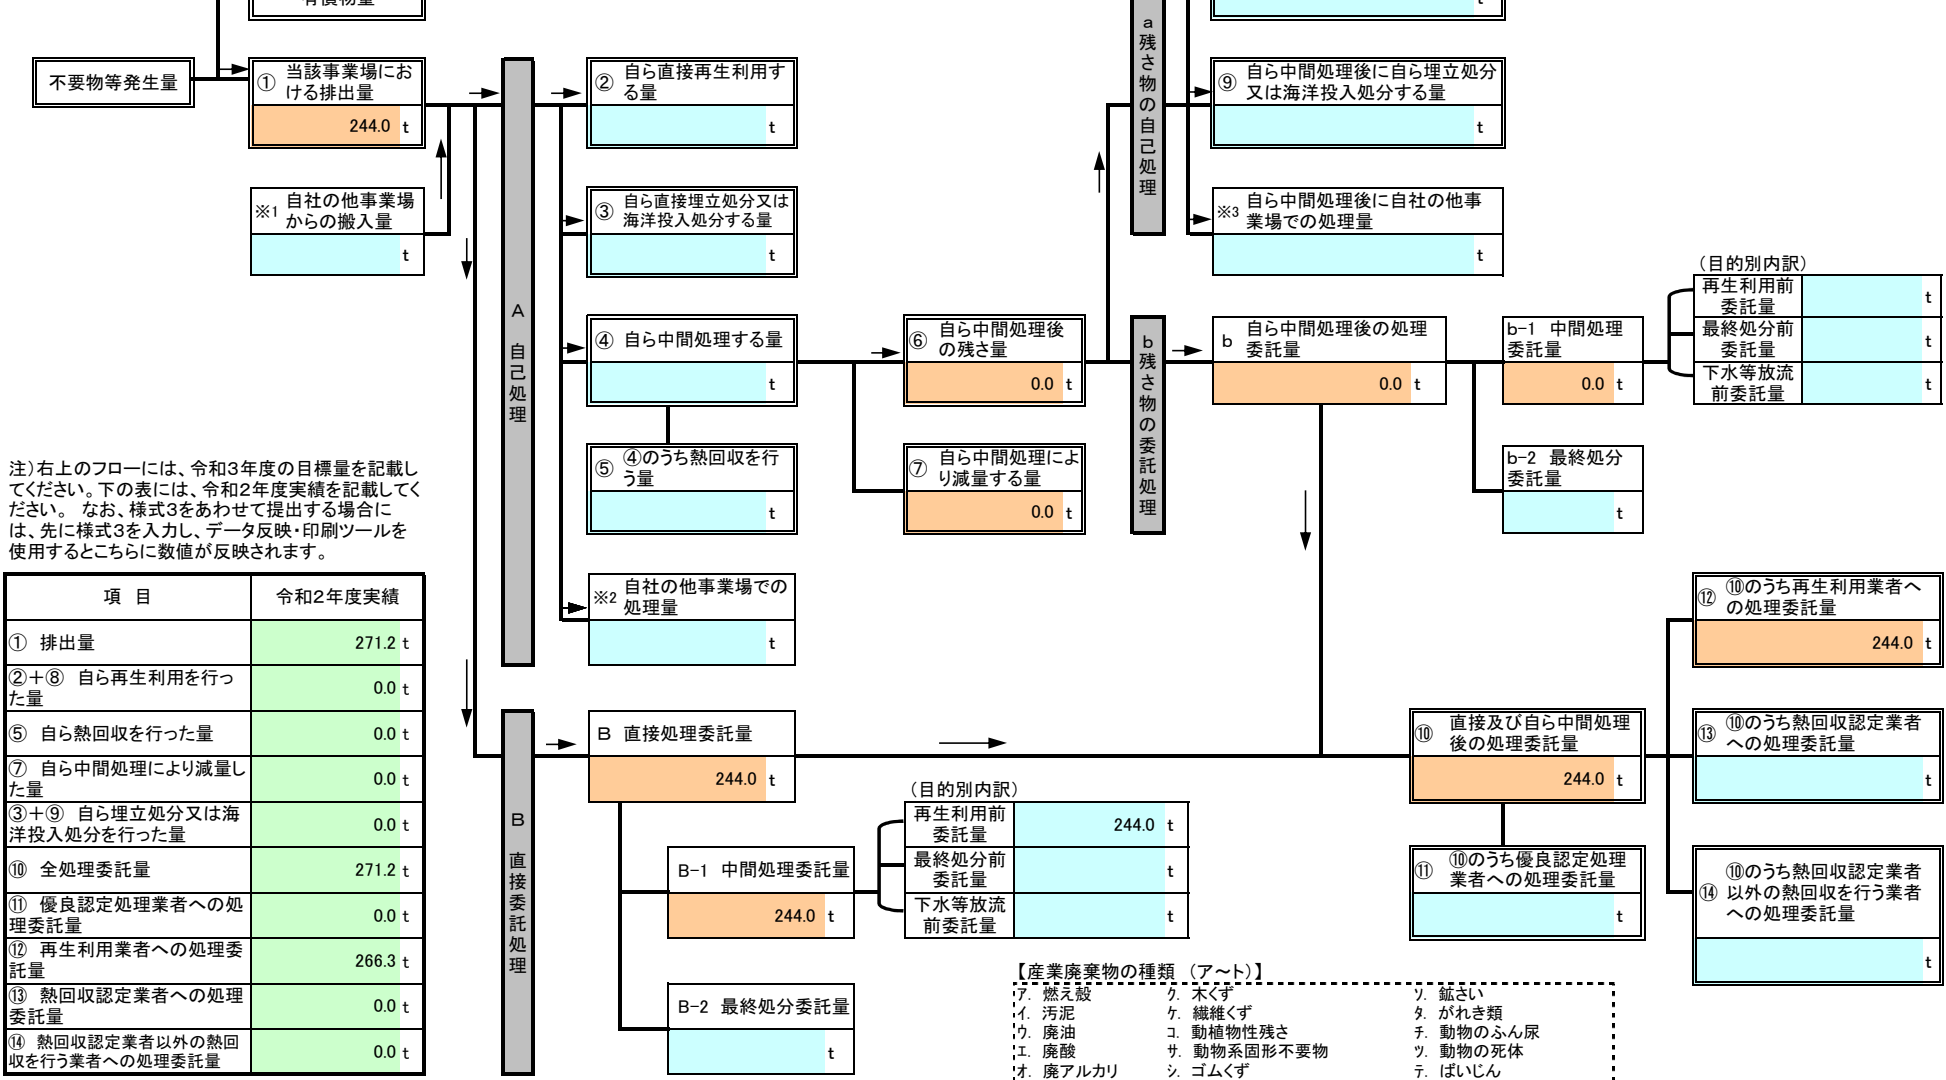 有価物量
t
a
残さ物の自己処理
不要物等発生量
① 当該事業場にお
ける排出量
244.0 t
② 自ら直接再生利用す
る量
t
⑨ 自ら中間処理後に自ら埋立処分
又は海洋投入処分する量
t
※1 自社の他事業場
からの搬入量
t
③ 自ら直接埋立処分又は
海洋投入処分する量
t
※3 自ら中間処理後に自社の他事
業場での処理量
t
A 自己処理
④ 自ら中間処理する量
t
⑥ 自ら中間処理後
の残さ量
0.0 t
b
残さ物の委託処理
b 自ら中間処理後の処理
委託量
0.0 t
b-1 中間処理
委託量
0.0 t
(目的別内訳)
再生利用前
委託量
t
最終処分前
委託量
t
下水等放流
前委託量
t
⑤ ④のうち熱回収を行
う量
t
⑦ 自ら中間処理によ
り減量する量
0.0 t
b-2 最終処分
委託量
t
注)右上のフローには、令和3年度の目標量を記載し
てください。下の表には、令和2年度実績を記載してく
ださい。 なお、様式3をあわせて提出する場合に
は、先に様式3を入力し、データ反映・印刷ツールを
使用するとこちらに数値が反映されます。
※2 自社の他事業場での
処理量
t
項 目 令和2年度実績
① 排出量 271.2 t
②+⑧ 自ら再生利用を行っ
た量 0.0 t
⑤ 自ら熱回収を行った量 0.0 t
⑦ 自ら中間処理により減量し
た量 0.0 t
③+⑨ 自ら埋立処分又は海
洋投入処分を行った量 0.0 t
⑩ 全処理委託量 271.2 t
⑪ 優良認定処理業者への処
理委託量 0.0 t
⑫ 再生利用業者への処理委
託量 266.3 t
⑬ 熱回収認定業者への処理
委託量 0.0 t
⑭ 熱回収認定業者以外の熱回
収を行う業者への処理委託量 0.0 t
B 直接委託処理
B 直接処理委託量
244.0 t
B-1 中間処理委託量
244.0 t
B-2 最終処分委託量
t
(目的別内訳)
再生利用前
委託量
244.0 t
最終処分前
委託量
t
下水等放流
前委託量
t
⑩ 直接及び自ら中間処理
後の処理委託量
244.0 t
⑪ ⑩のうち優良認定処理
業者への処理委託量
t
⑫ ⑩のうち再生利用業者へ
の処理委託量
244.0 t
⑬ ⑩のうち熱回収認定業者
への処理委託量
t
⑭ ⑩のうち熱回収認定業者
以外の熱回収を行う業者
への処理委託量
t
【産業廃棄物の種類 (ア~ト)】
ア. 燃え殻 ク. 木くず ソ. 鉱さい
イ. 汚泥 ケ. 繊維くず タ. がれき類
ウ. 廃油 コ. 動植物性残さ チ. 動物のふん尿
エ. 廃酸 サ. 動物系固形不要物 ツ. 動物の死体
オ. 廃アルカリ シ. ゴムくず テ. ばいじん